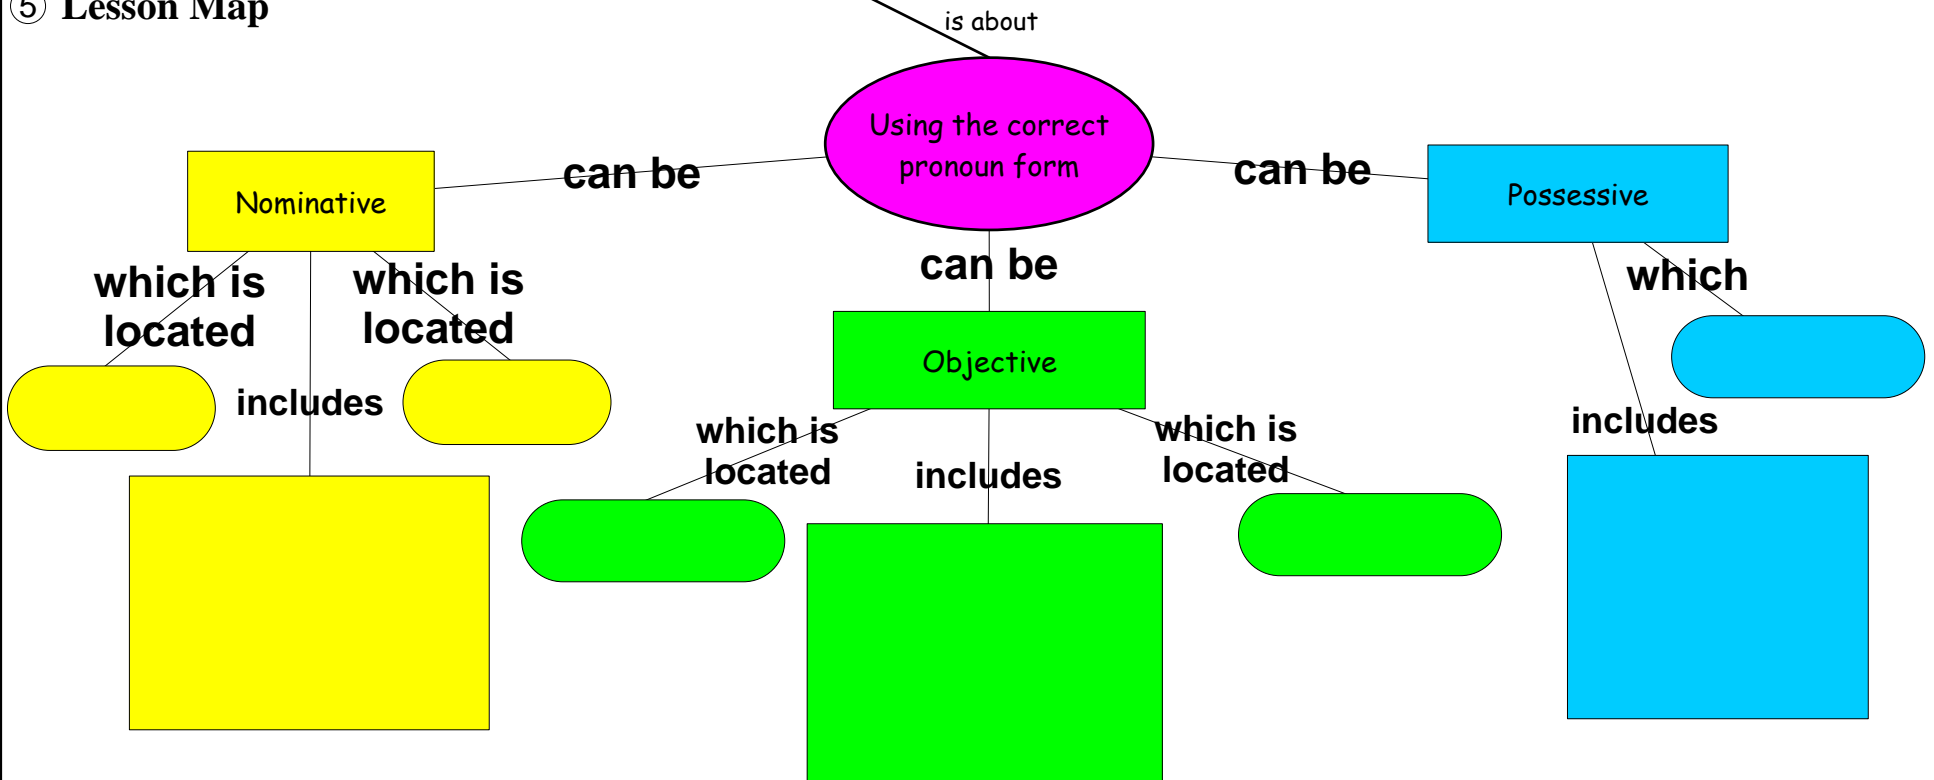 ⑤ Lesson Map
is about
Using the correct
pronoun form
can be
can be
can be
Nominative
Possessive
Objective
which is
located
which is
located
includes
which is
located
includes
which is
located
which
includes